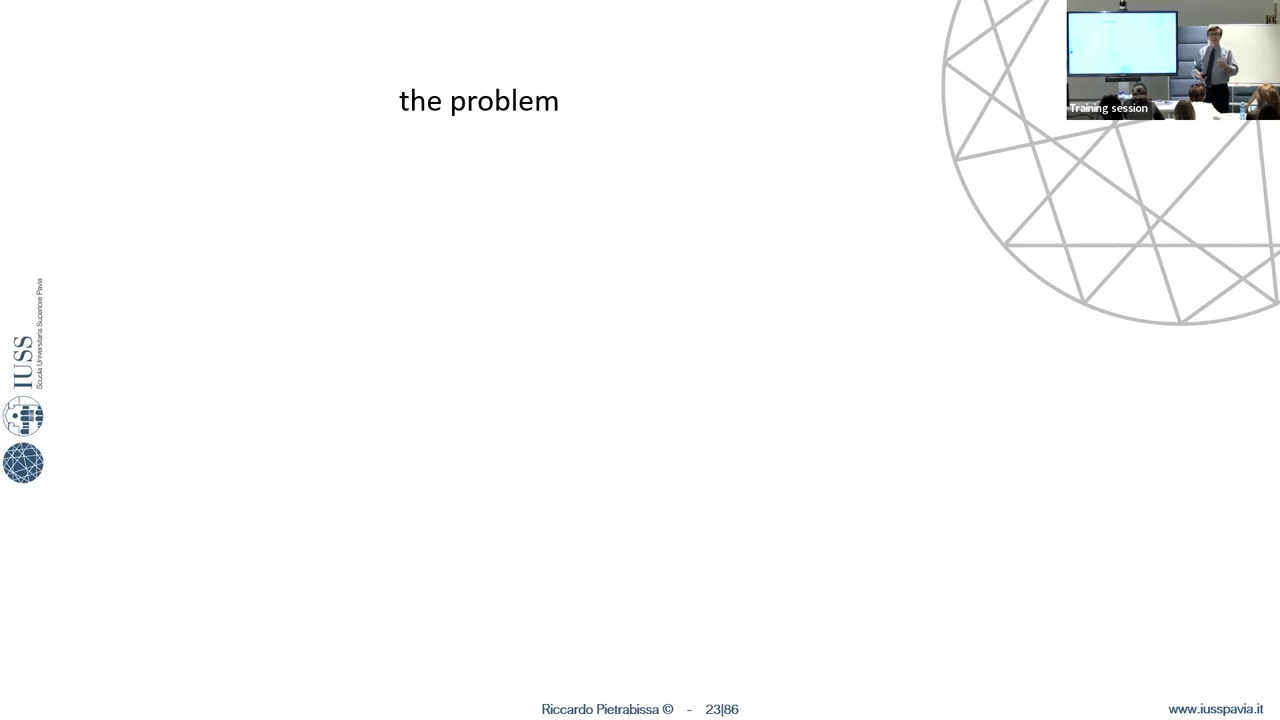 the problem
Training session
IUSS
Scuola Universitaria Superiore Pavia
Riccardo Pietrabissa © - 23|86
www.iusspavia.it